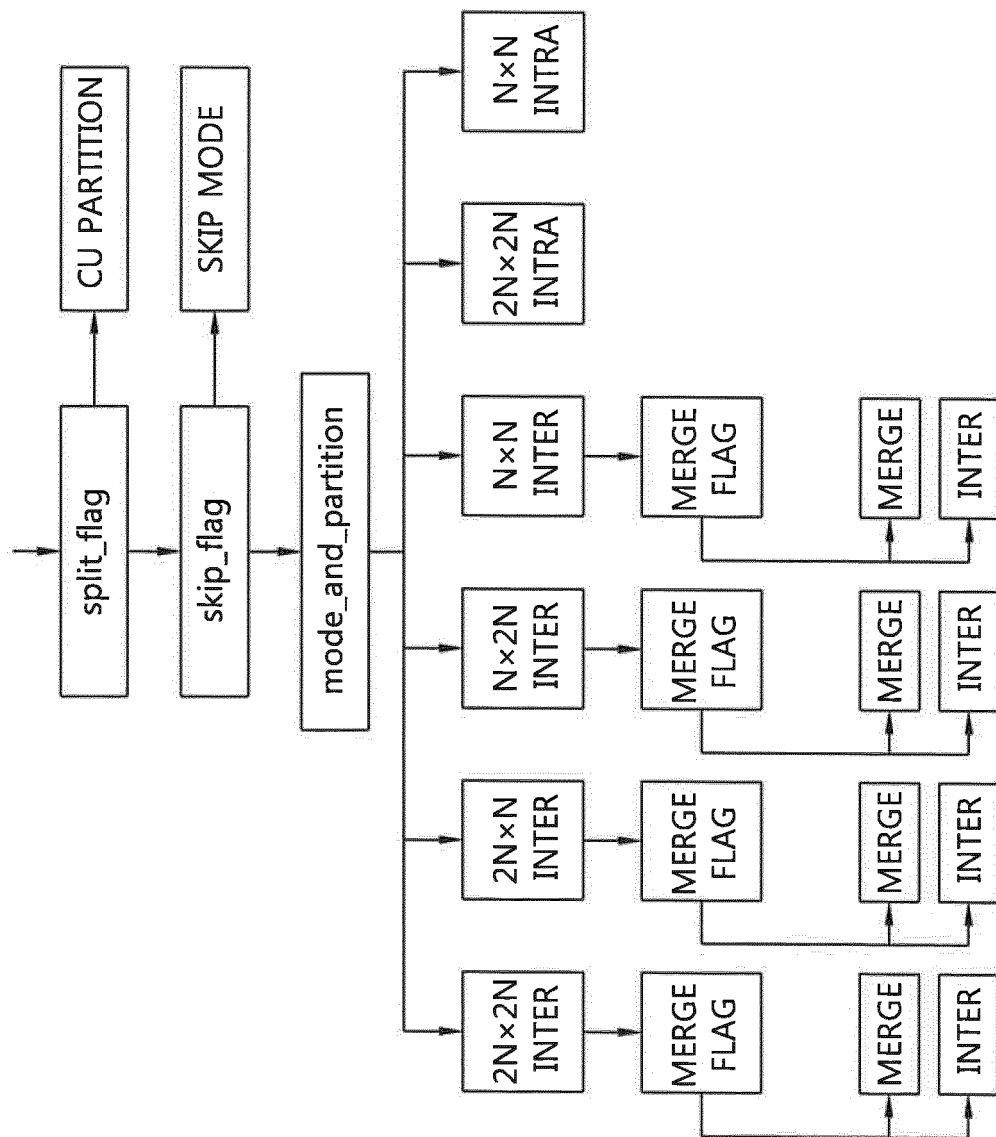 split_flag
CU PARTITION
skip_flag
SKIP MODE
mode_and_partition
2N×2N
INTER
2N×N
INTER
N×2N
INTER
N×N
INTER
2N×2N
INTRA
N×N
INTRA
MERGE
FLAG
MERGE
FLAG
MERGE
FLAG
MERGE
FLAG
MERGE
INTER
MERGE
INTER
MERGE
INTER
MERGE
INTER